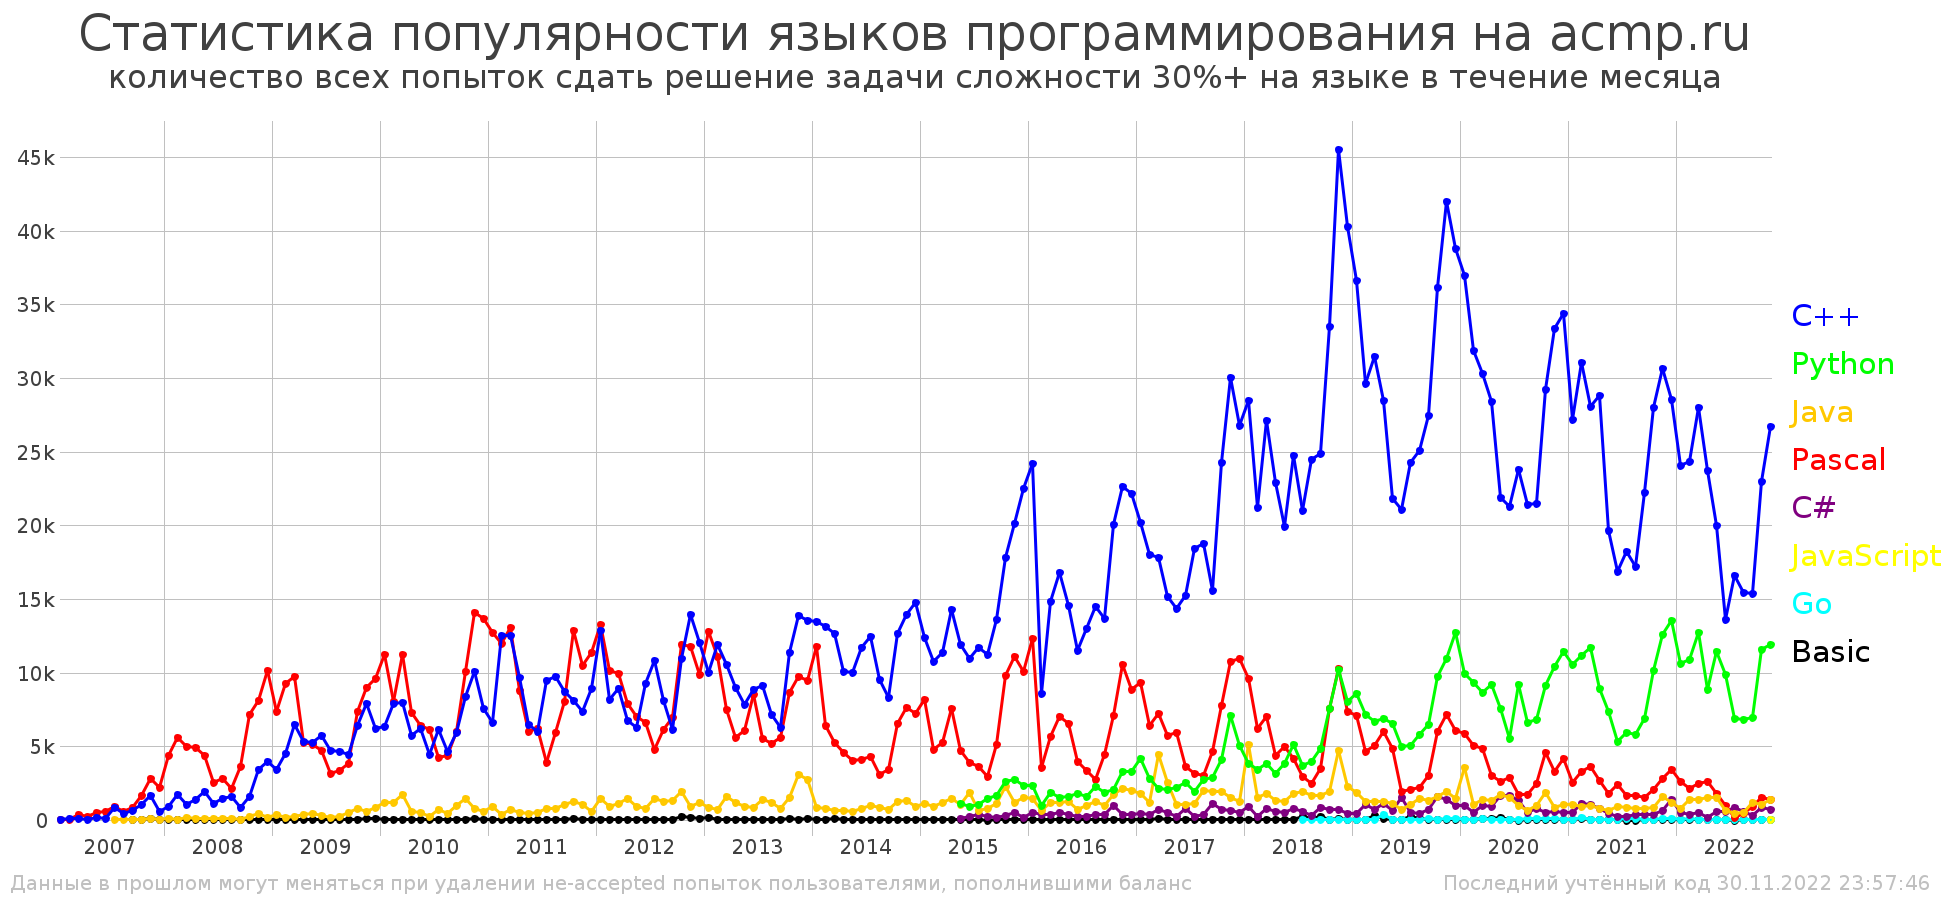 Статистика популярности языков программирования на acmp.ru
количество всех попыток сдать решение задачи сложности 30%+ на языке в течение месяца
45k
40k
35k
30k
25k
20k
15k
10k
5k
0
C++
Python
Java
Pascal
C#
JavaScript
Go
Basic
2007 2008 2009 2010 2011 2012 2013 2014 2015 2016 2017 2018 2019 2020 2021 2022
Данные в прошлом могут меняться при удалении не-accepted попыток пользователями, пополнившими баланс
Последний учтённый код 30.11.2022 23:57:46